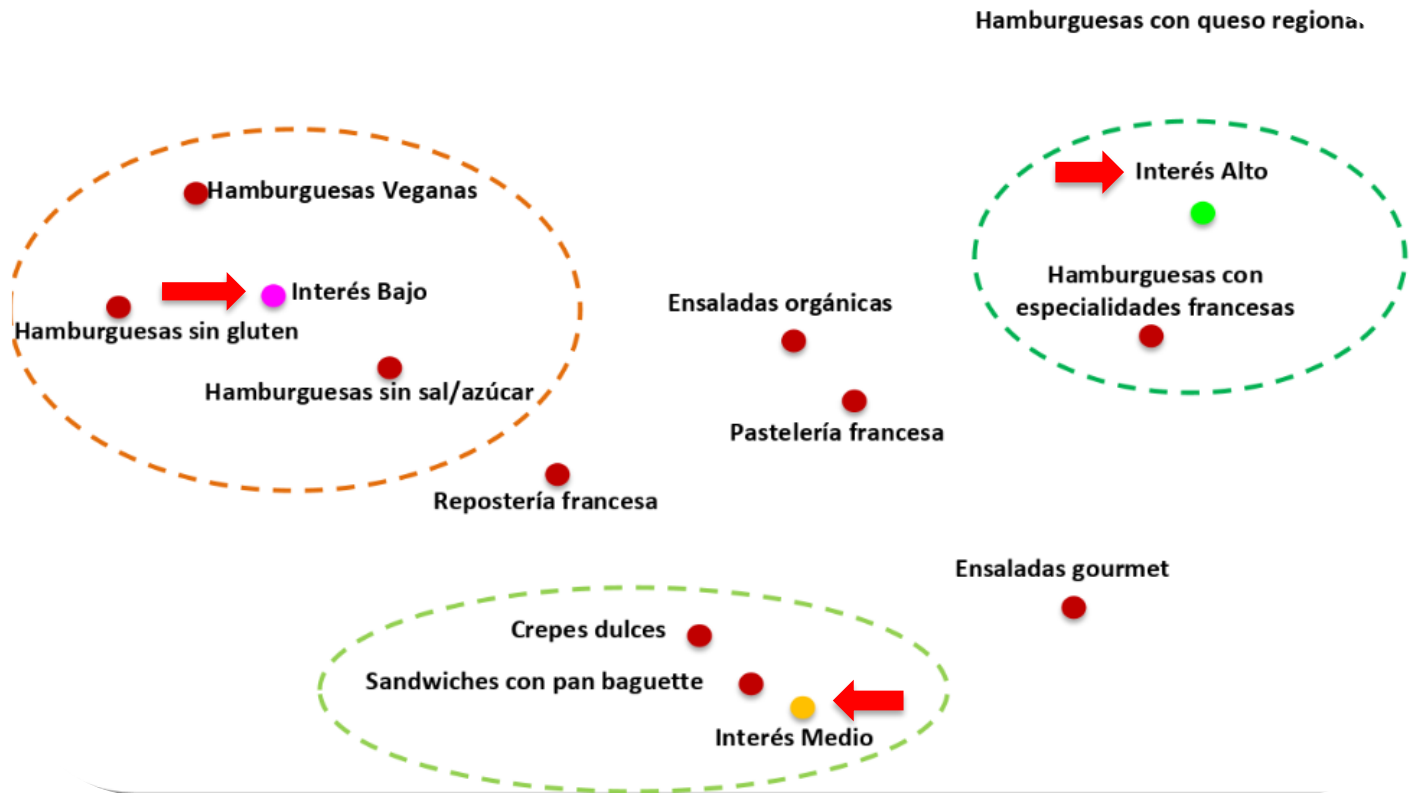 Hamburguesas con queso regional
Interés Alto
Hamburguesas Veganas
Hamburguesas con
especialidades francesas
Interés Bajo
Ensaladas orgánicas
Hamburguesas sin gluten
Hamburguesas sin sal/azúcar
Pastelería francesa
Repostería francesa
Ensaladas gourmet
Crepes dulces
Sandwiches con pan baguette
Interés Medio